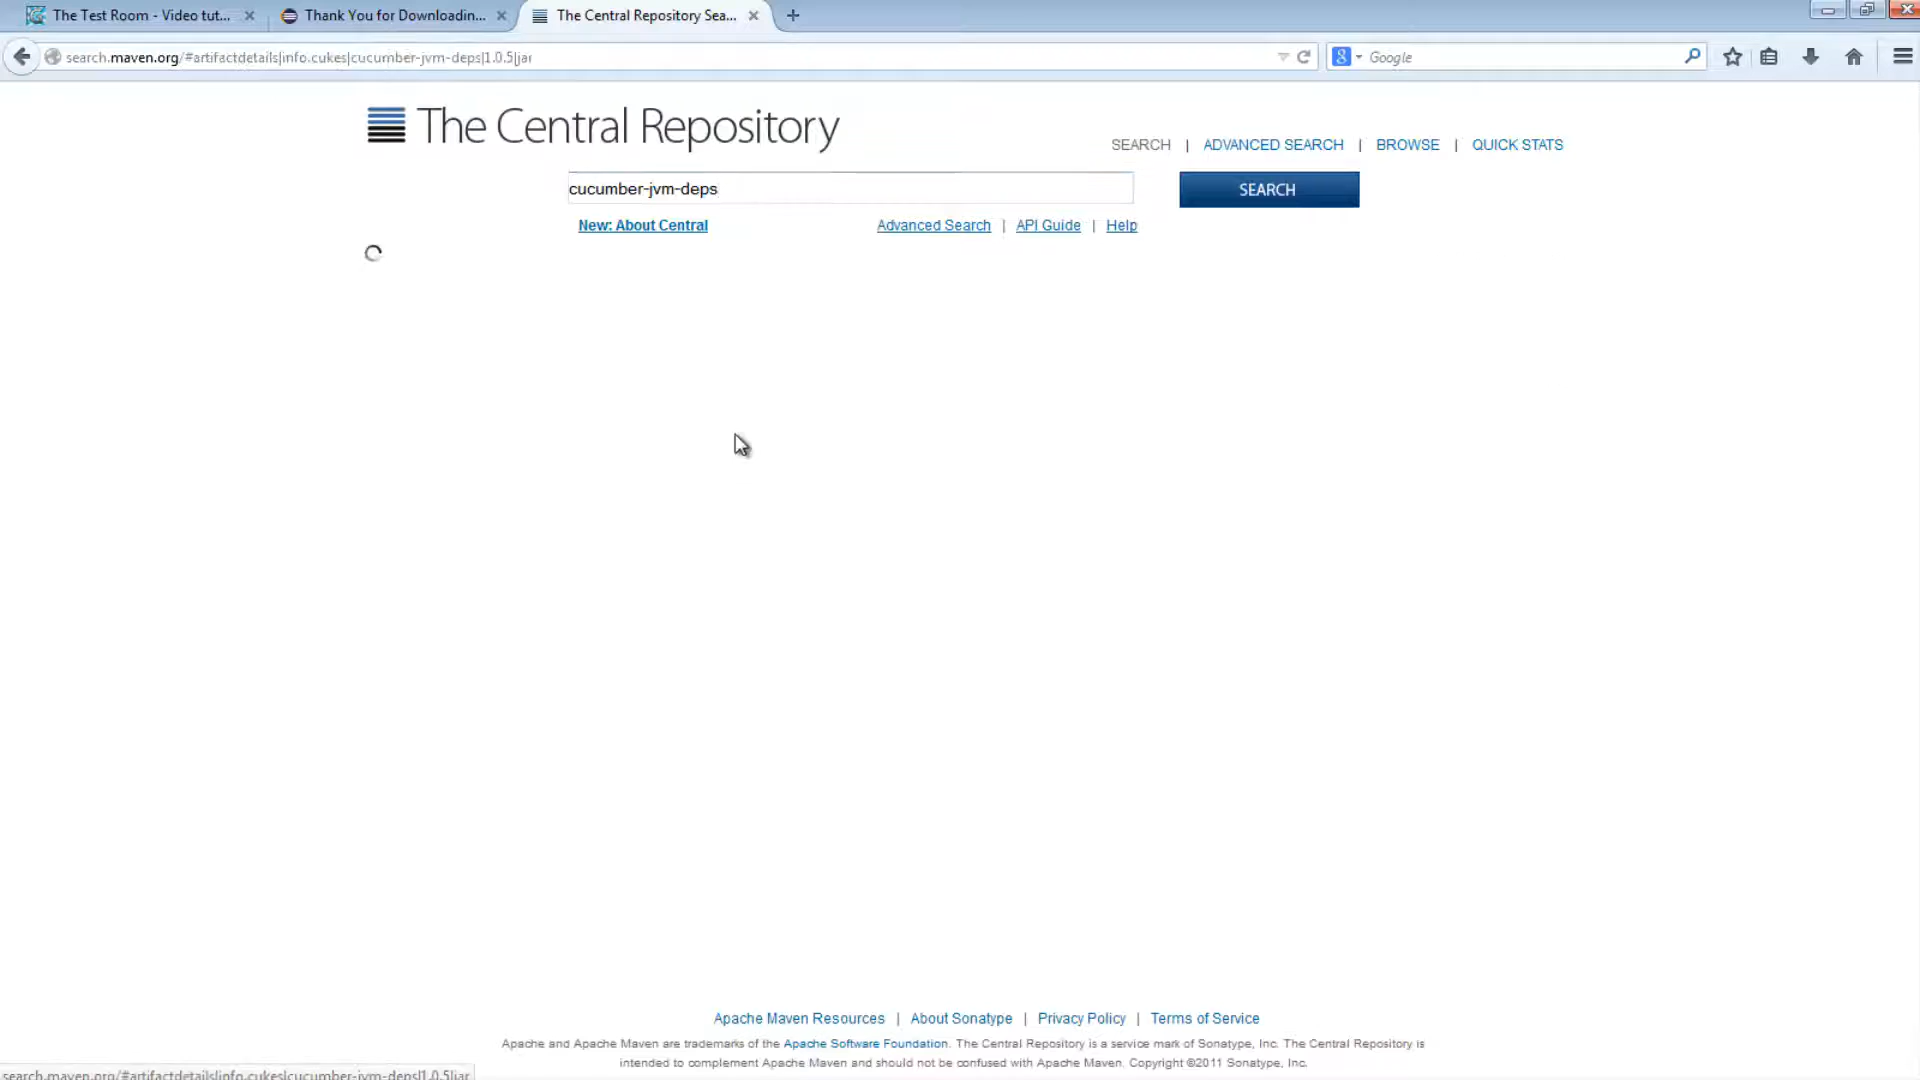 The Test Room - Video tut...
Thank You for Downloadin...
The Central Repository Sea...
search.maven.org/#artifactdetails|info.cukes|cucumber-jvm-deps|1.0.5|jar
Google
The Central Repository
SEARCH | ADVANCED SEARCH | BROWSE | QUICK STATS
cucumber-jvm-deps
SEARCH
New: About Central
Advanced Search | API Guide | Help
Apache Maven Resources | About Sonatype | Privacy Policy | Terms of Service
Apache and Apache Maven are trademarks of the Apache Software Foundation. The Central Repository is a service mark of Sonatype, Inc. The Central Repository is
intended to complement Apache Maven and should not be confused with Apache Maven. Copyright ©2011 Sonatype, Inc.
search.maven.org/#artifactdetails|info.cukes|cucumber-jvm-deps|1.0.5|jar